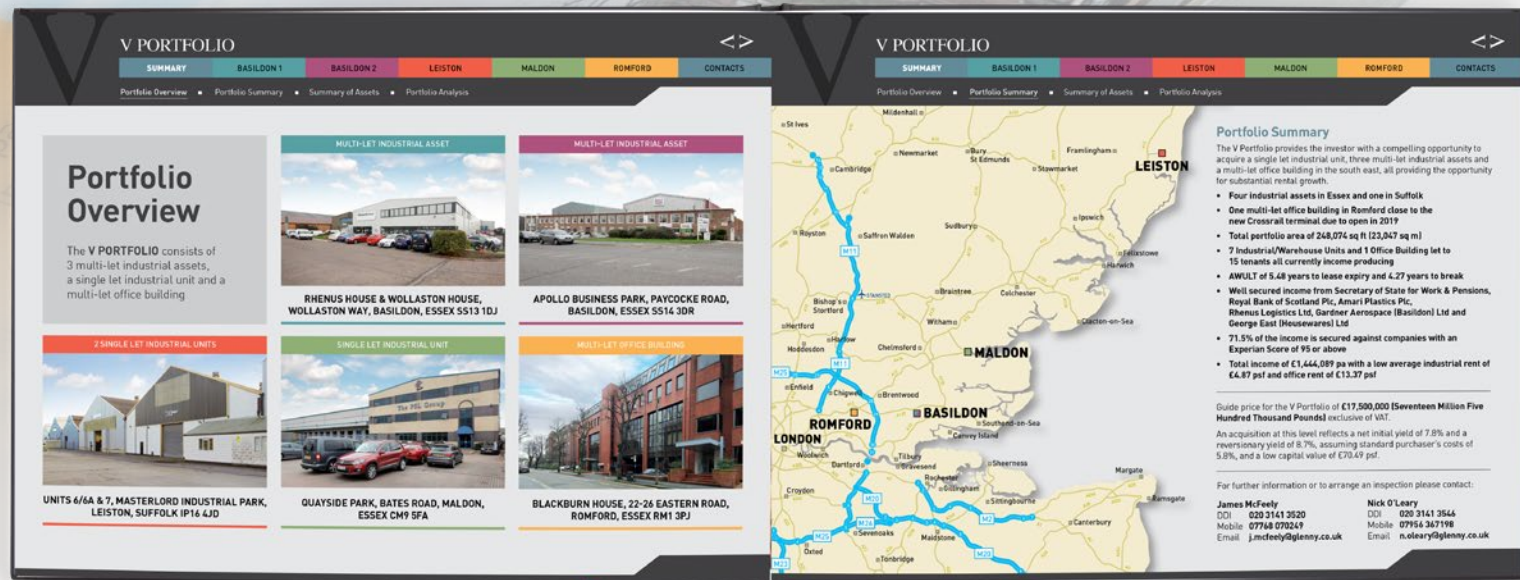 V PORTFOLIO
< >
SUMMARY BASILDON 1 BASILDON 2 LEISTON MALDON ROMFORD CONTACTS
Portfolio Overview ■ Portfolio Summary ■ Summary of Assets ■ Portfolio Analysis
Portfolio
Overview
The V PORTFOLIO consists of
3 multi-let industrial assets,
a single let industrial unit and a
multi-let office building
MULTI-LET INDUSTRIAL ASSET
RHENUS HOUSE & WOLLASTON HOUSE,
WOLLASTON WAY, BASILDON, ESSEX SS13 1DJ
MULTI-LET INDUSTRIAL ASSET
APOLLO BUSINESS PARK, PAYCOCKE ROAD,
BASILDON, ESSEX SS14 3DR
2 SINGLE LET INDUSTRIAL UNITS
UNITS 6/6A & 7, MASTERLORD INDUSTRIAL PARK,
LEISTON, SUFFOLK IP16 4JD
SINGLE LET INDUSTRIAL UNIT
The PSL Group
QUAYSIDE PARK, BATES ROAD, MALDON,
ESSEX CM9 5FA
MULTI-LET OFFICE BUILDING
BLACKBURN HOUSE, 22-26 EASTERN ROAD,
ROMFORD, ESSEX RM1 3PJ
V
V PORTFOLIO
< >
SUMMARY BASILDON 1 BASILDON 2 LEISTON MALDON ROMFORD CONTACTS
Portfolio Overview ■ Portfolio Summary ■ Summary of Assets ■ Portfolio Analysis
Mildenhall
St Ives
Newmarket
Bury
St Edmunds
Framlingham
Stowmarket
LEISTON
Cambridge
Ipswich
Royston
Saffron Walden
Sudbury
M11
Felixstowe
Harwich
Bishop's
Stortford
STANSTED
Braintree
Colchester
Hertford
Witham
Clacton-on-Sea
Harlow
Hoddesdon
Chelmsford
MALDON
M11
M25
Enfield
Chigwell
Brentwood
ROMFORD
BASILDON
Southend-on-Sea
LONDON
Canvey Island
Woolwich
Tilbury
Dartford
Gravesend
Sheerness
Rochester
Gillingham
Margate
Croydon
M20
Sittingbourne
Ramsgate
M2
M25
M26
Sevenoaks
Maidstone
Canterbury
Oxted
M23
Tonbridge
M20
Portfolio Summary
The V Portfolio provides the investor with a compelling opportunity to
acquire a single let industrial unit, three multi-let industrial assets and
a multi-let office building in the south east, all providing the opportunity
for substantial rental growth.
• Four industrial assets in Essex and one in Suffolk
• One multi-let office building in Romford close to the
new Crossrail terminal due to open in 2019
• Total portfolio area of 248,074 sq ft (23,047 sq m)
• 7 Industrial/Warehouse Units and 1 Office Building let to
15 tenants all currently income producing
• AWULT of 5.48 years to lease expiry and 4.27 years to break
• Well secured income from Secretary of State for Work & Pensions,
Royal Bank of Scotland Plc, Amari Plastics Plc,
Rhenus Logistics Ltd, Gardner Aerospace (Basildon) Ltd and
George East (Housewares) Ltd
• 71.5% of the income is secured against companies with an
Experian Score of 95 or above
• Total income of £1,444,089 pa with a low average industrial rent of
£4.87 psf and office rent of £13.37 psf
Guide price for the V Portfolio of £17,500,000 (Seventeen Million Five
Hundred Thousand Pounds) exclusive of VAT.
An acquisition at this level reflects a net initial yield of 7.8% and a
reversionary yield of 8.7%, assuming standard purchaser's costs of
5.8%, and a low capital value of £70.49 psf.
For further information or to arrange an inspection please contact:
James McFeely
DDI 020 3141 3520
Mobile 07768 070249
Email j.mcfeely@glenny.co.uk
Nick O'Leary
DDI 020 3141 3546
Mobile 07956 367198
Email n.oleary@glenny.co.uk